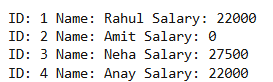 ID: 1 Name: Rahul Salary: 22000
ID: 2 Name: Amit Salary: 0
ID: 3 Name: Neha Salary: 27500
ID: 4 Name: Anay Salary: 22000